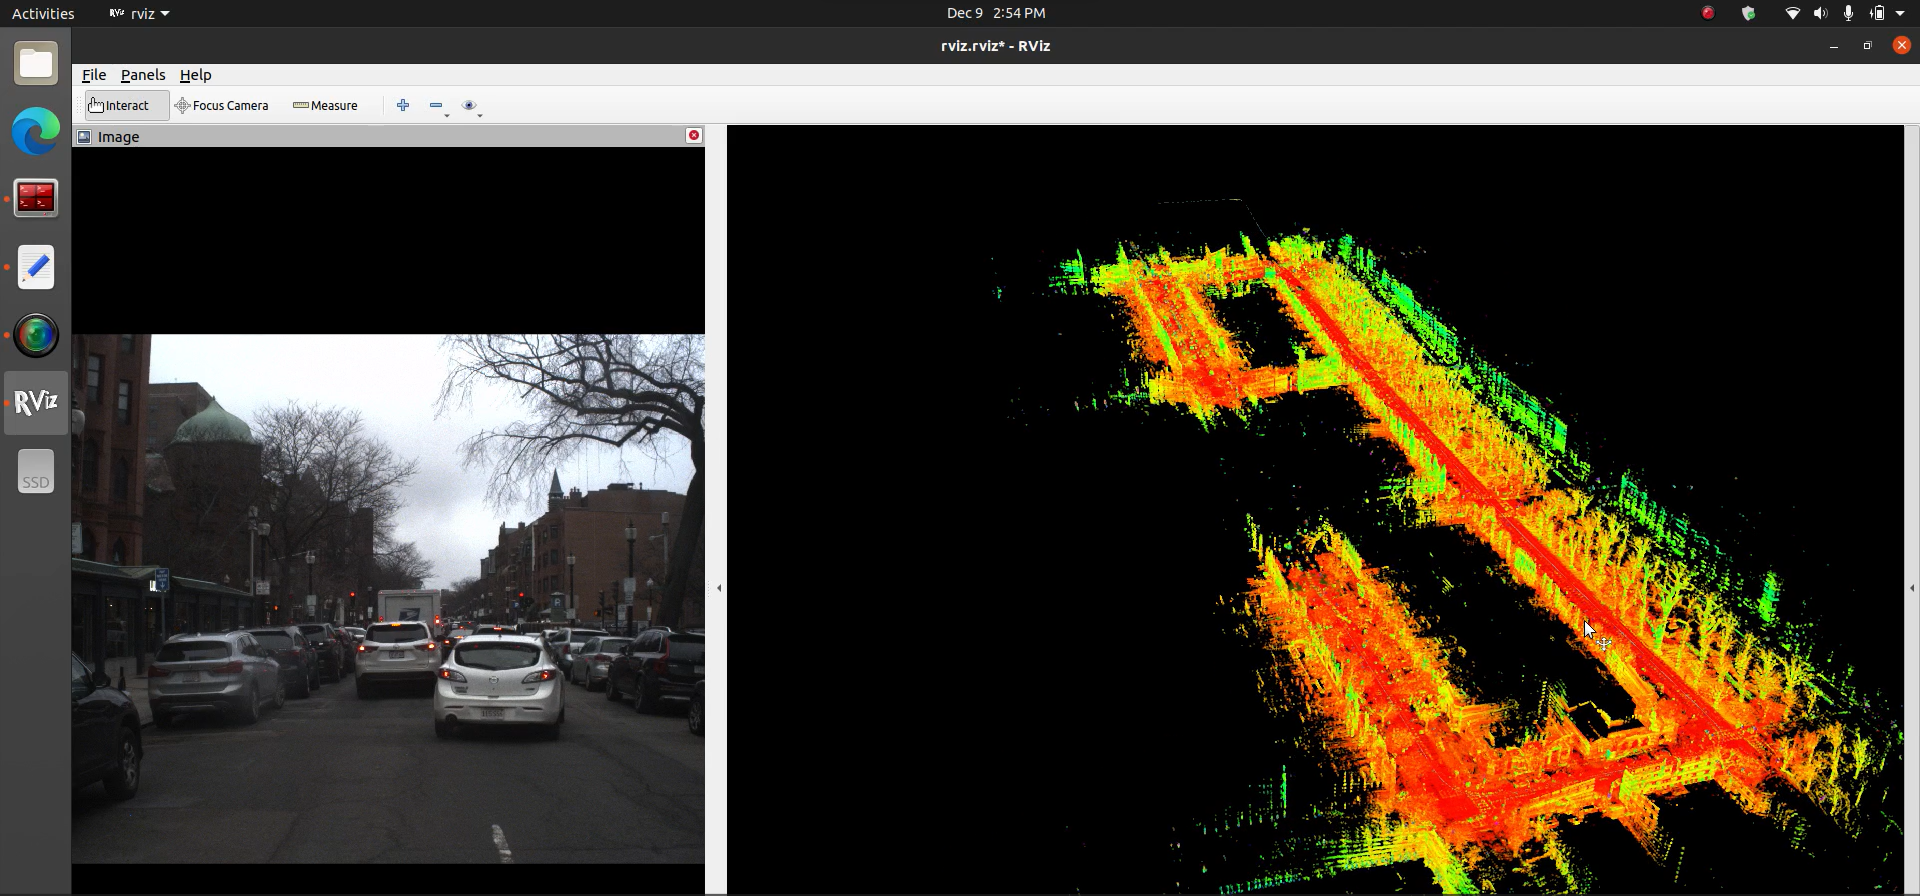 Activities
RViz rviz
Dec 9 2:54 PM
rviz.rviz* - RViz
File Panels Help
Interact Focus Camera Measure
Image
RViz
SSD